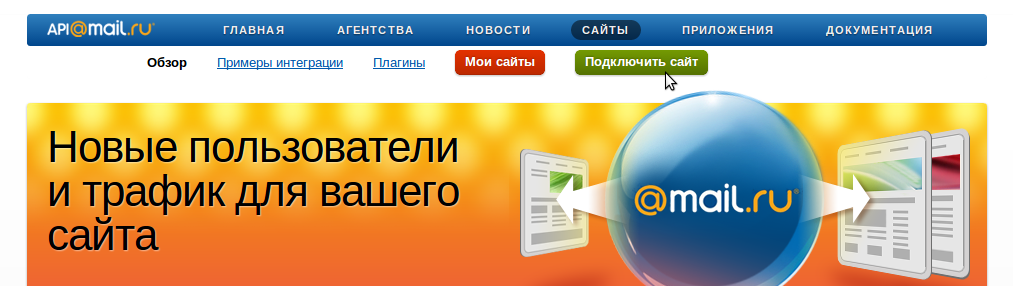 API@mail.ru ГЛАВНАЯ АГЕНТСТВА НОВОСТИ САЙТЫ ПРИЛОЖЕНИЯ ДОКУМЕНТАЦИЯ
Обзор Примеры интеграции Плагины Мои сайты Подключить сайт
Новые пользователи
и трафик для вашего
сайта
@mail.ru